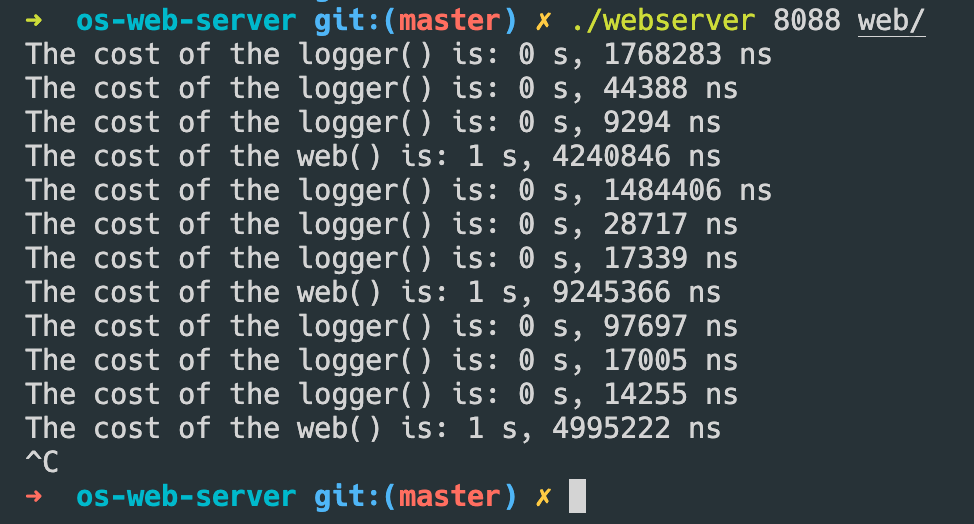 ➜  os-web-server git:(master) ✗ ./webserver 8088 web/
The cost of the logger() is: 0 s, 1768283 ns
The cost of the logger() is: 0 s, 44388 ns
The cost of the logger() is: 0 s, 9294 ns
The cost of the web() is: 1 s, 4240846 ns
The cost of the logger() is: 0 s, 1484406 ns
The cost of the logger() is: 0 s, 28717 ns
The cost of the logger() is: 0 s, 17339 ns
The cost of the web() is: 1 s, 9245366 ns
The cost of the logger() is: 0 s, 97697 ns
The cost of the logger() is: 0 s, 17005 ns
The cost of the logger() is: 0 s, 14255 ns
The cost of the web() is: 1 s, 4995222 ns
^C
➜  os-web-server git:(master) ✗